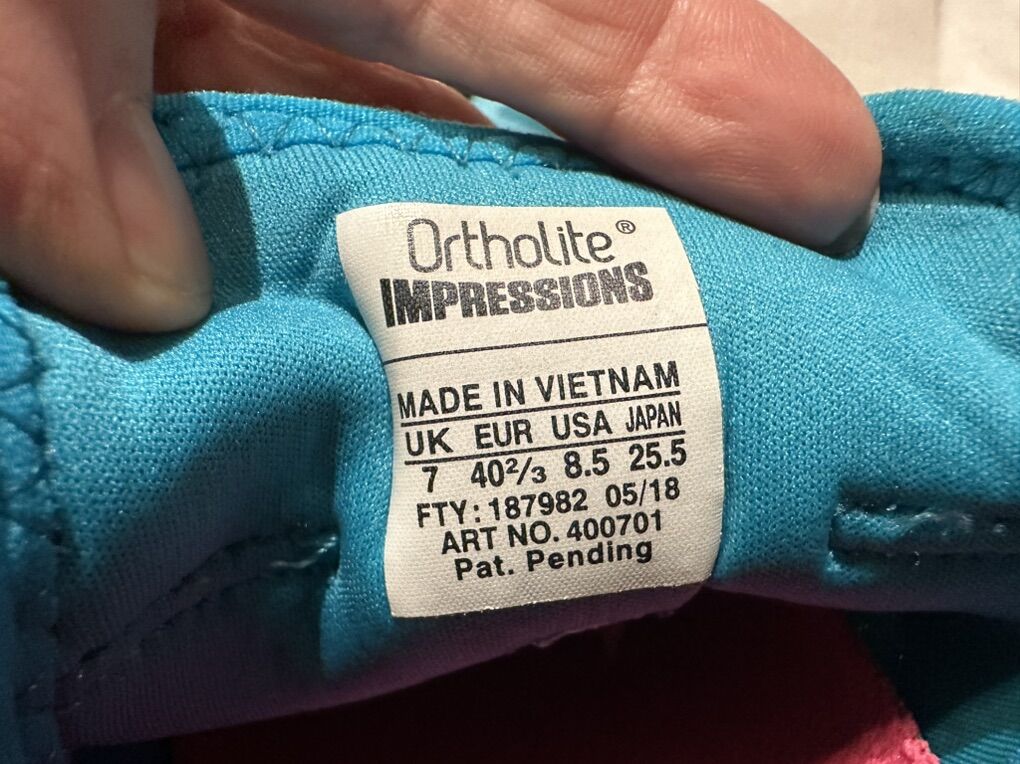 Ortholite®
IMPRESSIONS
MADE IN VIETNAM
UK EUR USA JAPAN
7 40²/₃ 8.5 25.5
FTY: 187982 05/18
ART NO. 400701
Pat. Pending